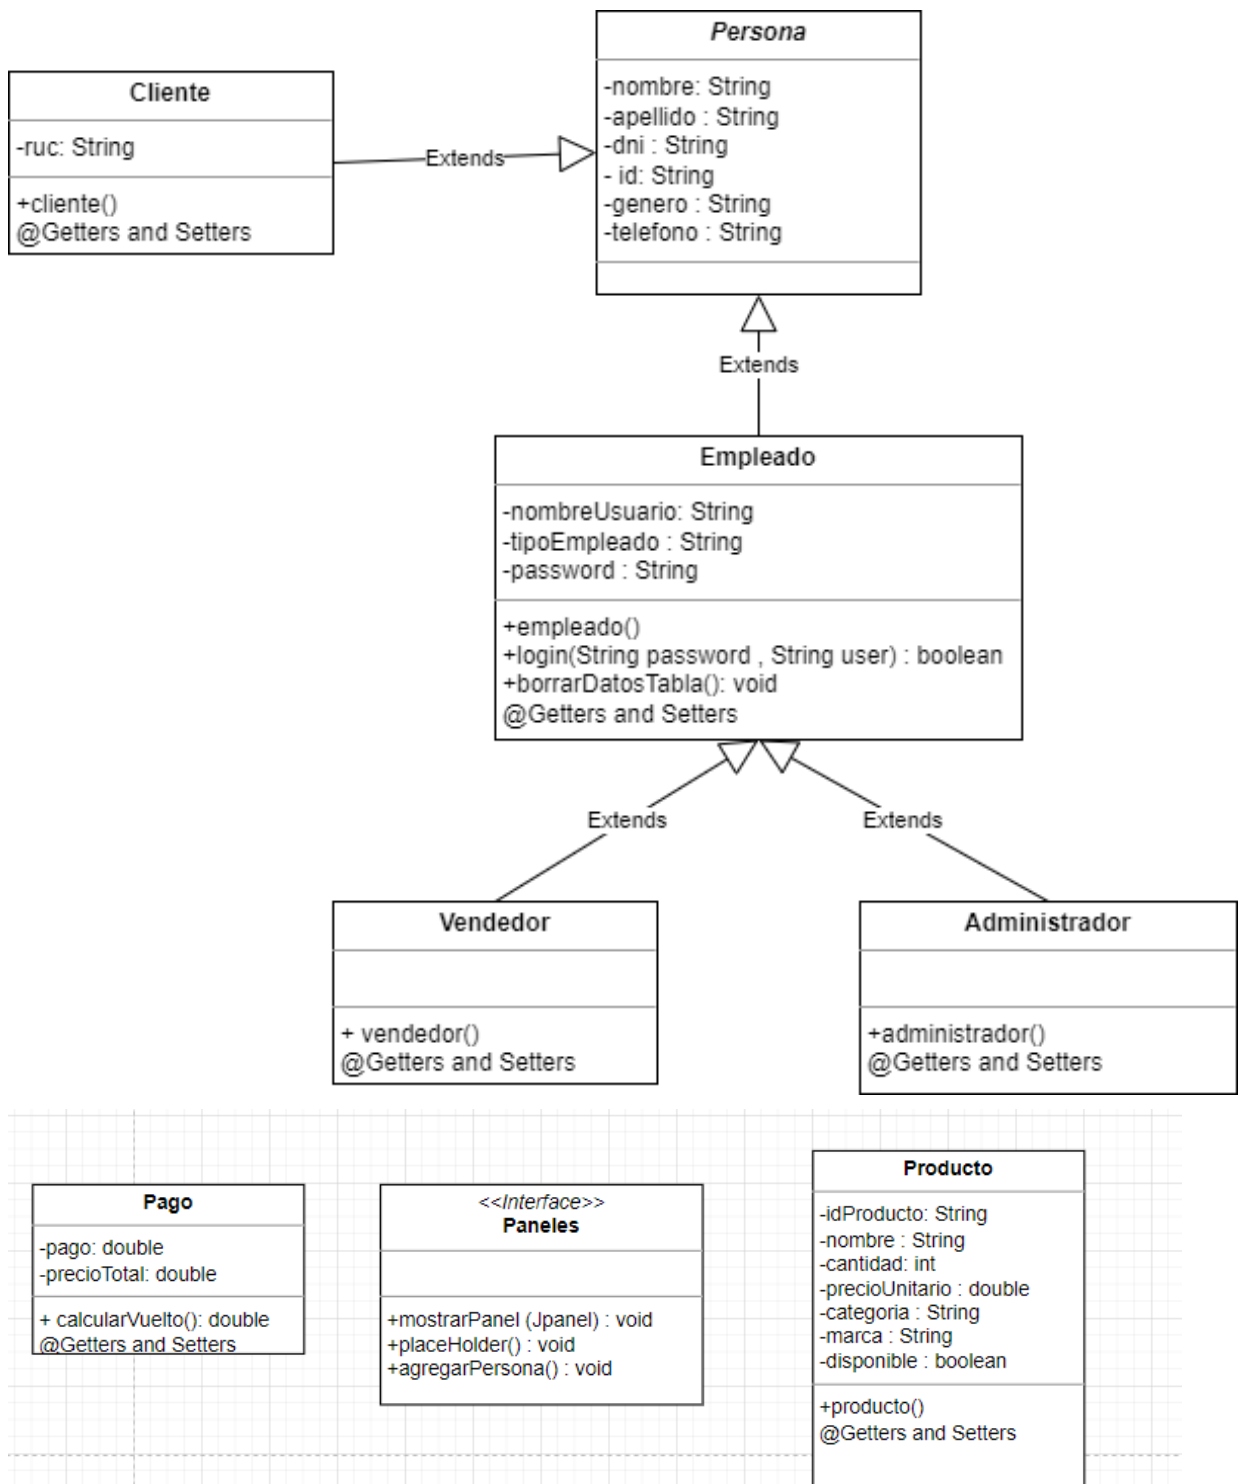 Persona
-nombre: String
-apellido : String
-dni : String
- id: String
-genero : String
-telefono : String
Cliente
-ruc: String
+cliente()
@Getters and Setters
Extends
Extends
Empleado
-nombreUsuario: String
-tipoEmpleado : String
-password : String
+empleado()
+login(String password , String user) : boolean
+borrarDatosTabla(): void
@Getters and Setters
Extends
Extends
Vendedor
+ vendedor()
@Getters and Setters
Administrador
+administrador()
@Getters and Setters
Pago
-pago: double
-precioTotal: double
+ calcularVuelto(): double
@Getters and Setters
<<Interface>>
Paneles
+mostrarPanel (Jpanel) : void
+placeHolder() : void
+agregarPersona() : void
Producto
-idProducto: String
-nombre : String
-cantidad: int
-precioUnitario : double
-categoria : String
-marca : String
-disponible : boolean
+producto()
@Getters and Setters